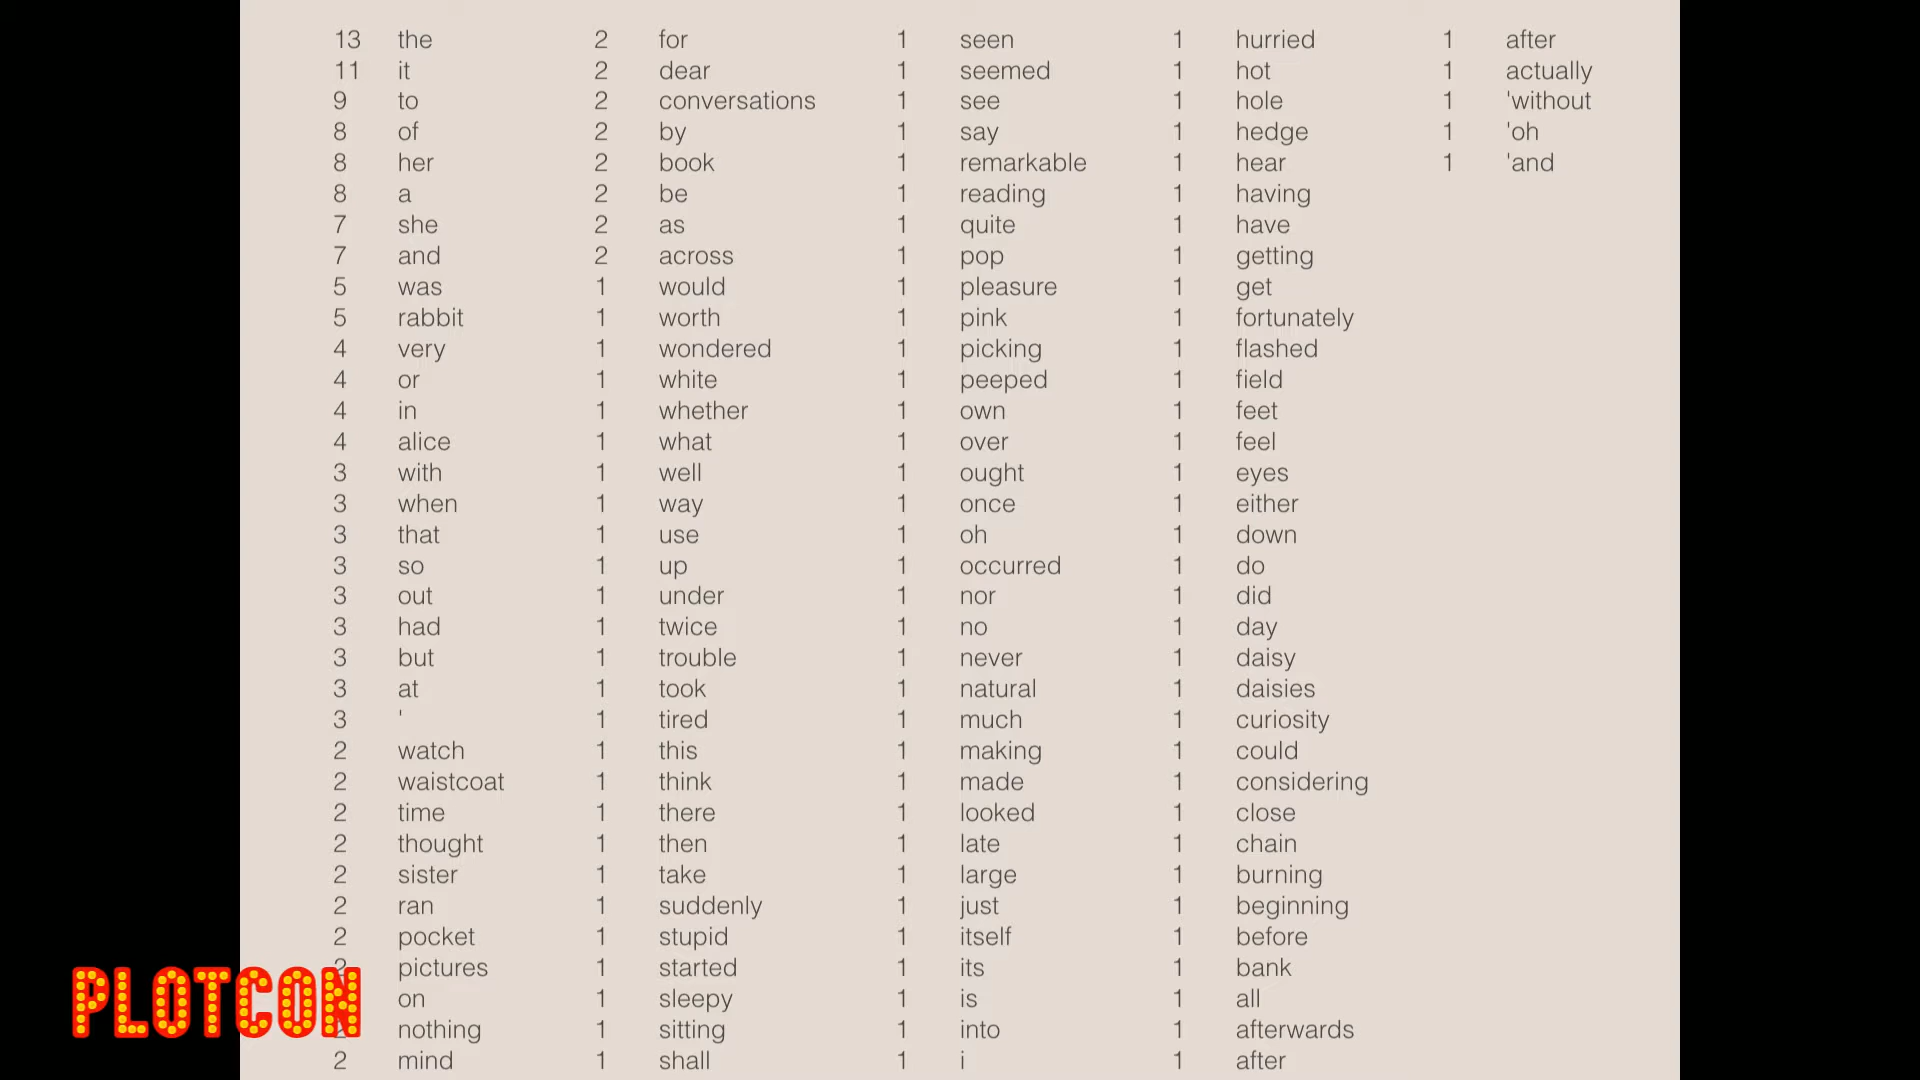 13 the
11 it
9 to
8 of
8 her
8 a
7 she
7 and
5 was
5 rabbit
4 very
4 or
4 in
4 alice
3 with
3 when
3 that
3 so
3 out
3 had
3 but
3 at
3 '
2 watch
2 waistcoat
2 time
2 thought
2 sister
2 ran
2 pocket
2 pictures
on
2 nothing
2 mind
2 for
2 dear
2 conversations
2 by
2 book
2 be
2 as
2 across
1 would
1 worth
1 wondered
1 white
1 whether
1 what
1 well
1 way
1 use
1 up
1 under
1 twice
1 trouble
1 took
1 tired
1 this
1 think
1 there
1 then
1 take
1 suddenly
1 stupid
1 started
1 sleepy
1 sitting
1 shall
1 seen
1 seemed
1 see
1 say
1 remarkable
1 reading
1 quite
1 pop
1 pleasure
1 pink
1 picking
1 peeped
1 own
1 over
1 ought
1 once
1 oh
1 occurred
1 nor
1 no
1 never
1 natural
1 much
1 making
1 made
1 looked
1 late
1 large
1 just
1 itself
1 its
1 is
1 into
1 i
1 hurried
1 hot
1 hole
1 hedge
1 hear
1 having
1 have
1 getting
1 get
1 fortunately
1 flashed
1 field
1 feet
1 feel
1 eyes
1 either
1 down
1 do
1 did
1 day
1 daisy
1 daisies
1 curiosity
1 could
1 considering
1 close
1 chain
1 burning
1 beginning
1 before
1 bank
1 all
1 afterwards
1 after
1 after
1 actually
1 'without
1 'oh
1 'and
PLOTCON